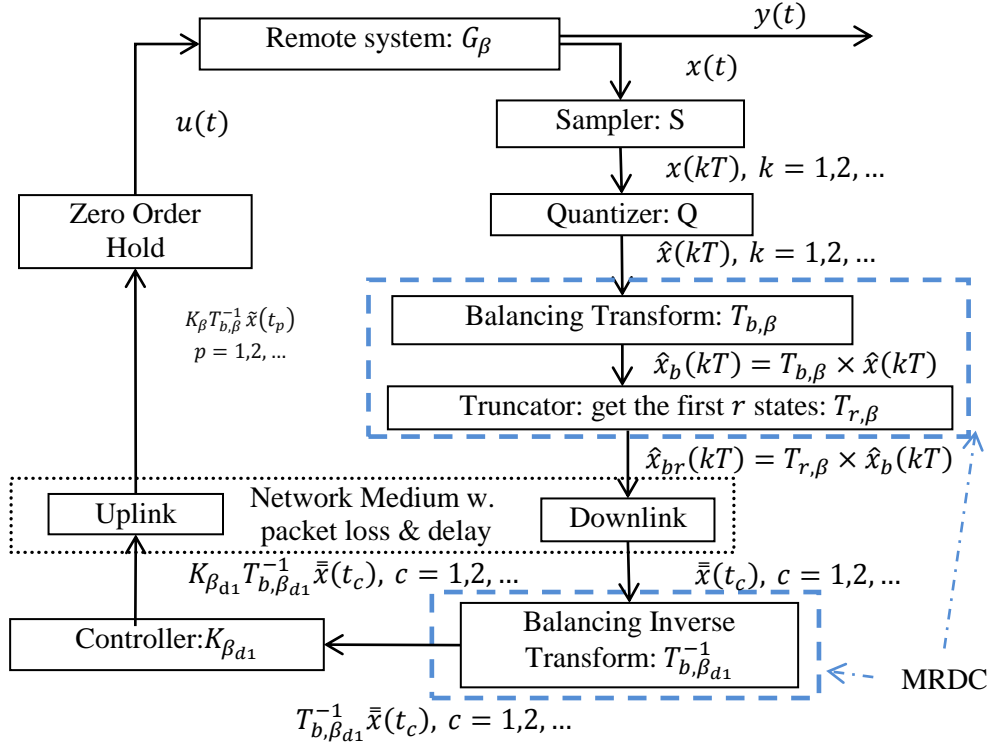 Remote system: G_β
y(t)
x(t)
u(t)
Sampler: S
x(kT), k = 1,2, …
Quantizer: Q
x̂(kT), k = 1,2, …
Zero Order
Hold
K_β T_{b,β}^{-1} x̃(t_p)
p = 1,2, …
Balancing Transform: T_{b,β}
x̂_b(kT) = T_{b,β} × x̂(kT)
Truncator: get the first r states: T_{r,β}
x̂_{br}(kT) = T_{r,β} × x̂_b(kT)
Network Medium w.
packet loss & delay
Uplink
Downlink
K_{β_{d1}} T_{b,β_{d1}}^{-1} x̿(t_c), c = 1,2, …
x̿(t_c), c = 1,2, …
Controller:K_{β_{d1}}
Balancing Inverse
Transform: T_{b,β_{d1}}^{-1}
MRDC
T_{b,β_{d1}}^{-1} x̿(t_c), c = 1,2, …